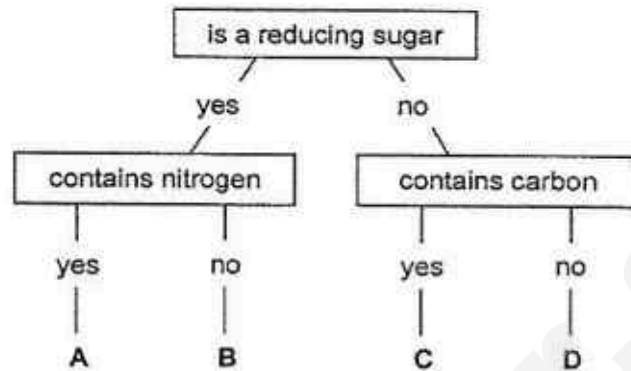 is a reducing sugar
yes no
contains nitrogen contains carbon
yes no yes no
A B C D